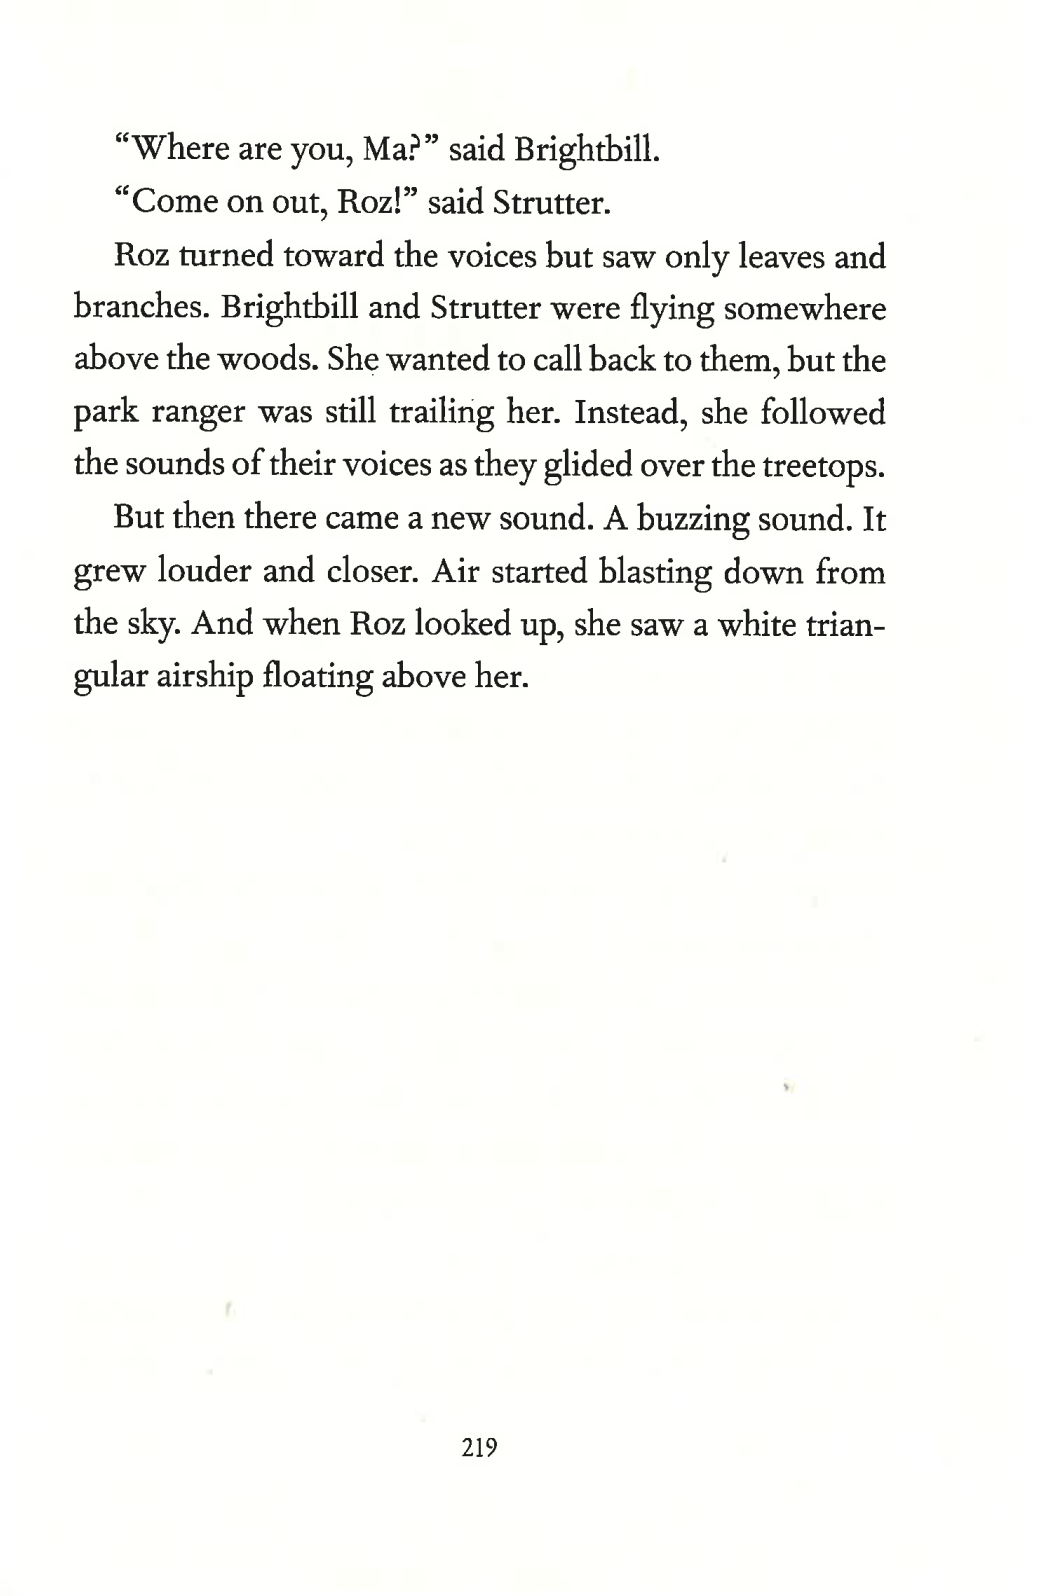 “Where are you, Ma?” said Brightbill.
“Come on out, Roz!” said Strutter.
Roz turned toward the voices but saw only leaves and
branches. Brightbill and Strutter were flying somewhere
above the woods. She wanted to call back to them, but the
park ranger was still trailing her. Instead, she followed
the sounds of their voices as they glided over the treetops.
But then there came a new sound. A buzzing sound. It
grew louder and closer. Air started blasting down from
the sky. And when Roz looked up, she saw a white trian-
gular airship floating above her.
219